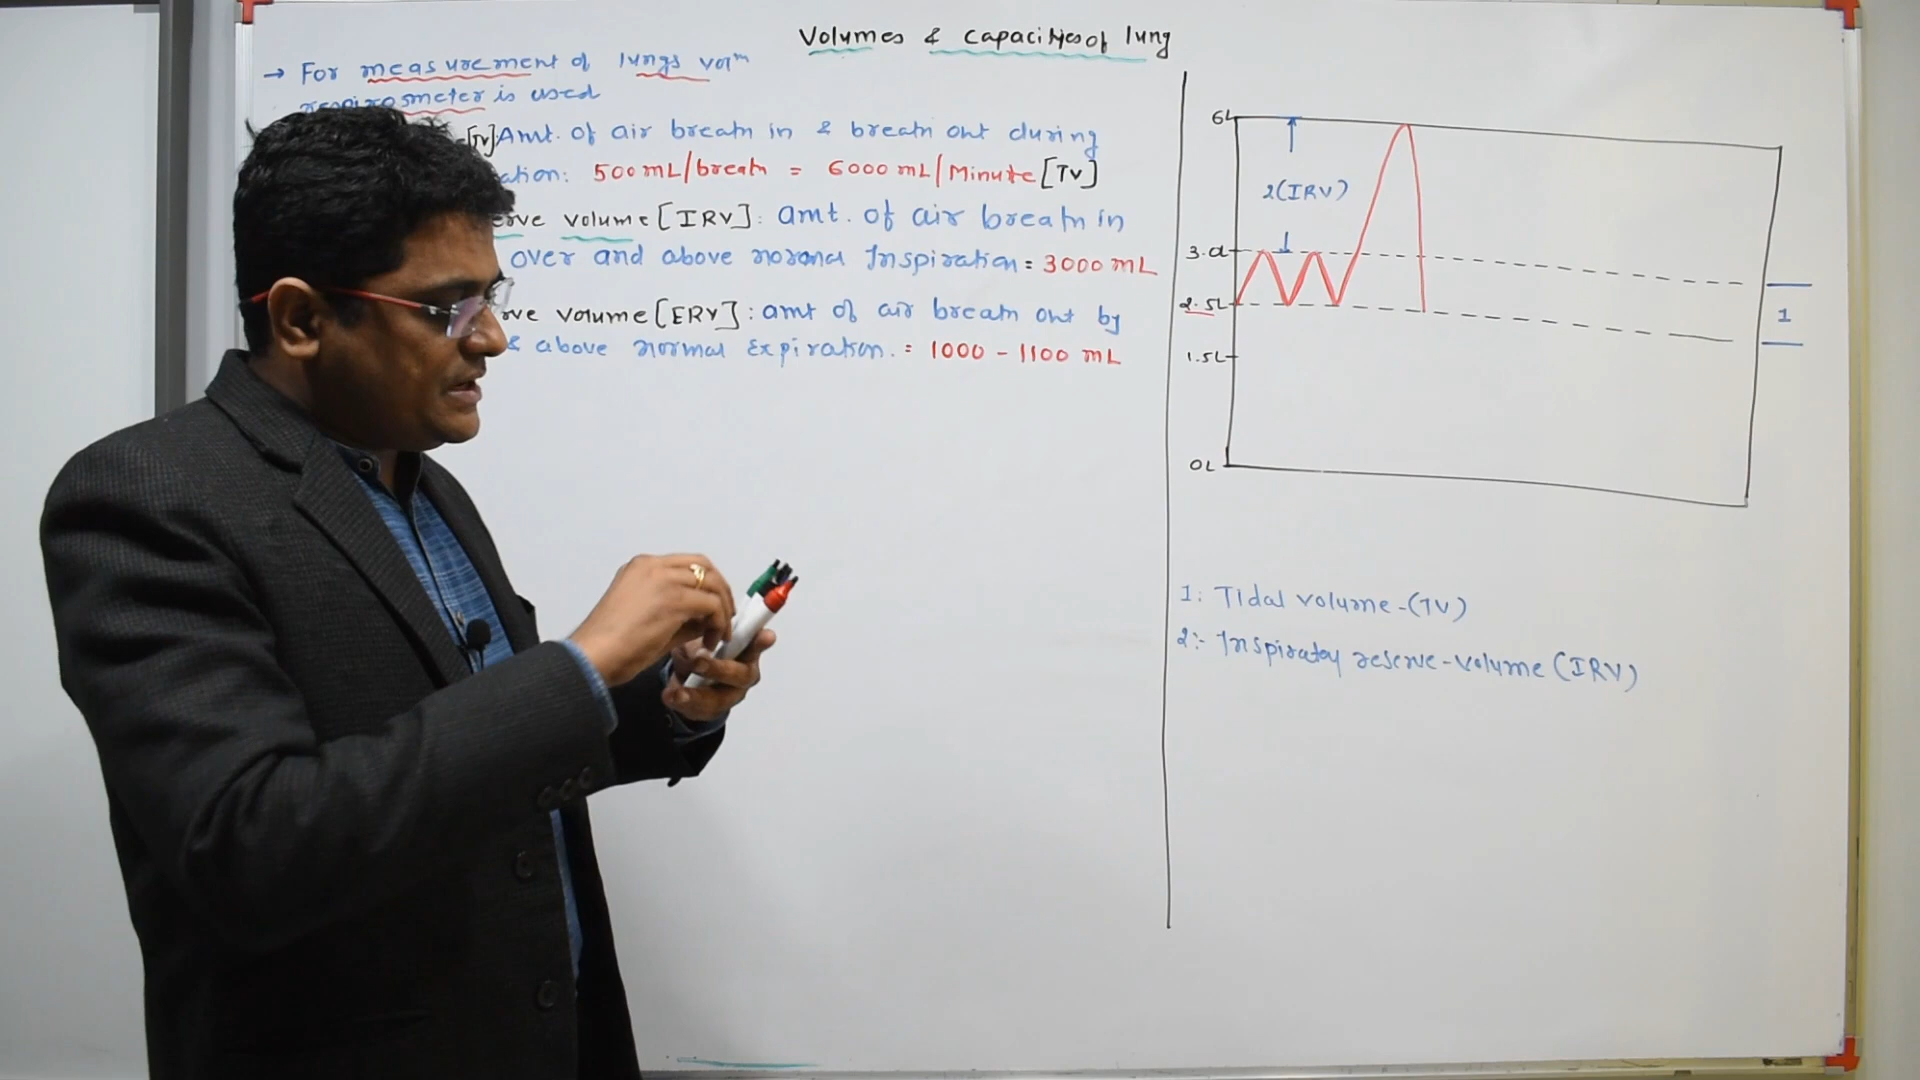 Volumes & capacities of lung
→ For measurement of lungs volm
respirometer is used
[TV]: Amt. of air breath in & breath out during
ation: 500 mL/breath = 6000 mL/Minute [TV]
erve volume [IRV]: amt. of air breath in
over and above normal Inspiration = 3000 mL
rve volume [ERV]: amt of air breath out by
& above normal Expiration. = 1000 - 1100 mL
6L
2(IRV)
3.0L
2.5L
1
1.5L
0L
1: Tidal volume - (TV)
2:- Inspiratory reserve-volume (IRV)